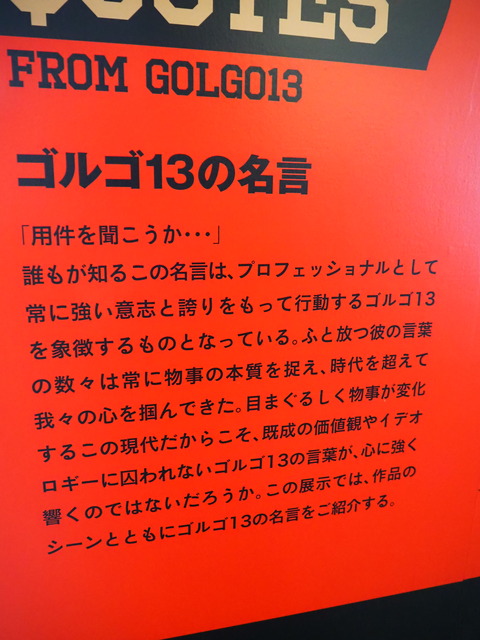 QUOTES
FROM GOLGO13
ゴルゴ13の名言
「用件を聞こうか・・・」
誰もが知るこの名言は、プロフェッショナルとして
常に強い意志と誇りをもって行動するゴルゴ13
を象徴するものとなっている。ふと放つ彼の言葉
の数々は常に物事の本質を捉え、時代を超えて
我々の心を掴んできた。目まぐるしく物事が変化
するこの現代だからこそ、既成の価値観やイデオ
ロギーに囚われないゴルゴ13の言葉が、心に強く
響くのではないだろうか。この展示では、作品の
シーンとともにゴルゴ13の名言をご紹介する。